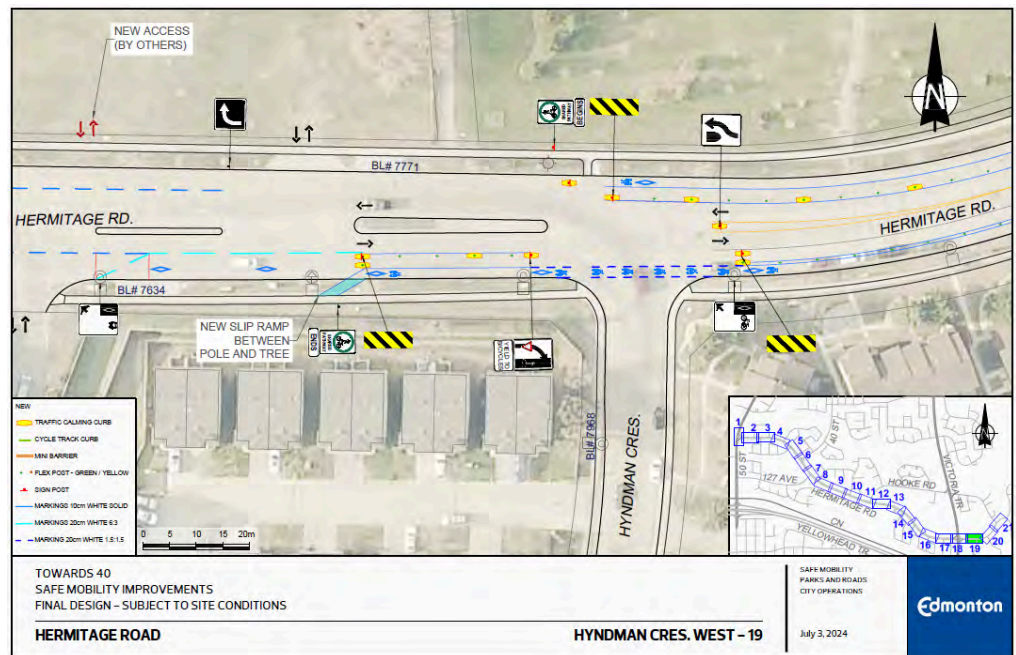 NEW ACCESS
(BY OTHERS)
BEGINS
N
BL# 7771
HERMITAGE RD.
HERMITAGE RD.
BL# 7634
NEW SLIP RAMP
BETWEEN
POLE AND TREE
ENDS
YIELD TO
BICYCLES
BL# 7968
HYNDMAN CRES.
NEW
TRAFFIC CALMING CURB
CYCLE TRACK CURB
MINI BARRIER
FLEX POST - GREEN / YELLOW
SIGN POST
MARKINGS 10cm WHITE SOLID
MARKINGS 20cm WHITE 6:3
MARKING 20cm WHITE 1.5:1.5
0 5 10 15 20m
1 2 3 4 5 6 7 8 9 10 11 12 13 14 15 16 17 18 19 20 21
50 ST
40 ST
127 AVE
HOOKE RD
VICTORIA TR
HERMITAGE RD
CN
YELLOWHEAD TR
TOWARDS 40
SAFE MOBILITY IMPROVEMENTS
FINAL DESIGN – SUBJECT TO SITE CONDITIONS
HERMITAGE ROAD
HYNDMAN CRES. WEST – 19
SAFE MOBILITY
PARKS AND ROADS
CITY OPERATIONS
July 3, 2024
Edmonton